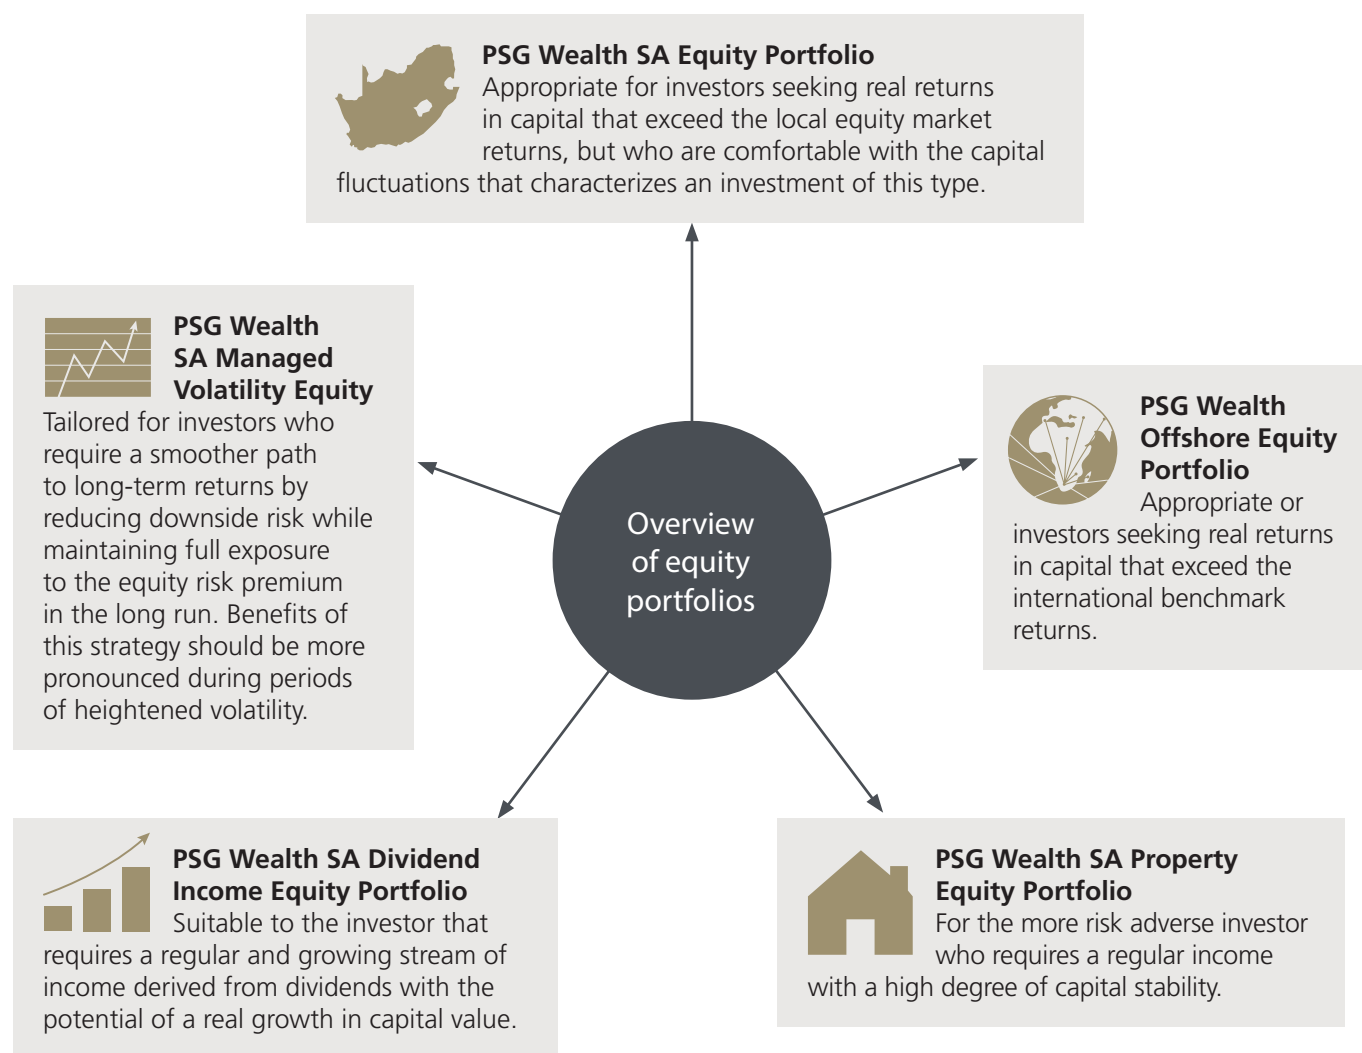 PSG Wealth SA Equity Portfolio
Appropriate for investors seeking real returns
in capital that exceed the local equity market
returns, but who are comfortable with the capital
fluctuations that characterizes an investment of this type.
PSG Wealth
SA Managed
Volatility Equity
Tailored for investors who
require a smoother path
to long-term returns by
reducing downside risk while
maintaining full exposure
to the equity risk premium
in the long run. Benefits of
this strategy should be more
pronounced during periods
of heightened volatility.
PSG Wealth
Offshore Equity
Portfolio
Appropriate or
investors seeking real returns
in capital that exceed the
international benchmark
returns.
Overview
of equity
portfolios
PSG Wealth SA Dividend
Income Equity Portfolio
Suitable to the investor that
requires a regular and growing stream of
income derived from dividends with the
potential of a real growth in capital value.
PSG Wealth SA Property
Equity Portfolio
For the more risk adverse investor
who requires a regular income
with a high degree of capital stability.